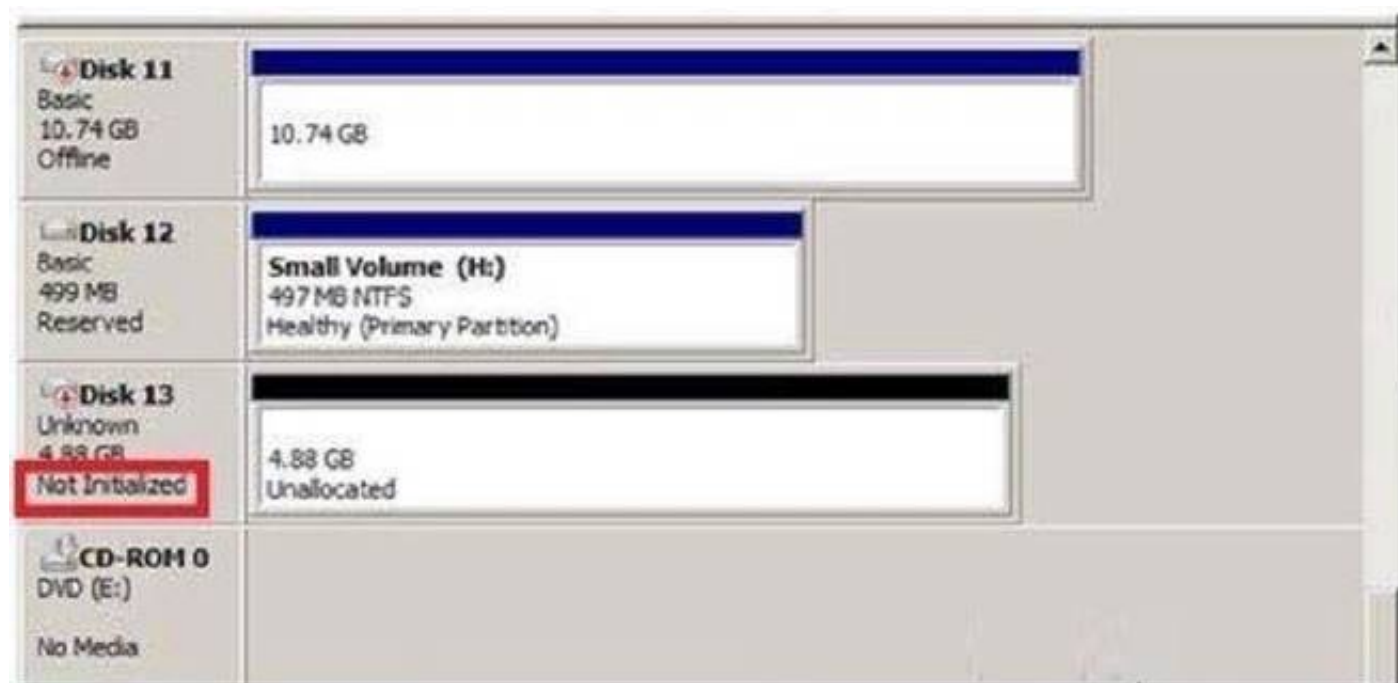 Disk 11
Basic
10.74 GB
Offline
10.74 GB
Disk 12
Basic
499 MB
Reserved
Small Volume (H:)
497 MB NTFS
Healthy (Primary Partition)
Disk 13
Unknown
4.88 GB
Not Initialized
4.88 GB
Unallocated
CD-ROM 0
DVD (E:)
No Media